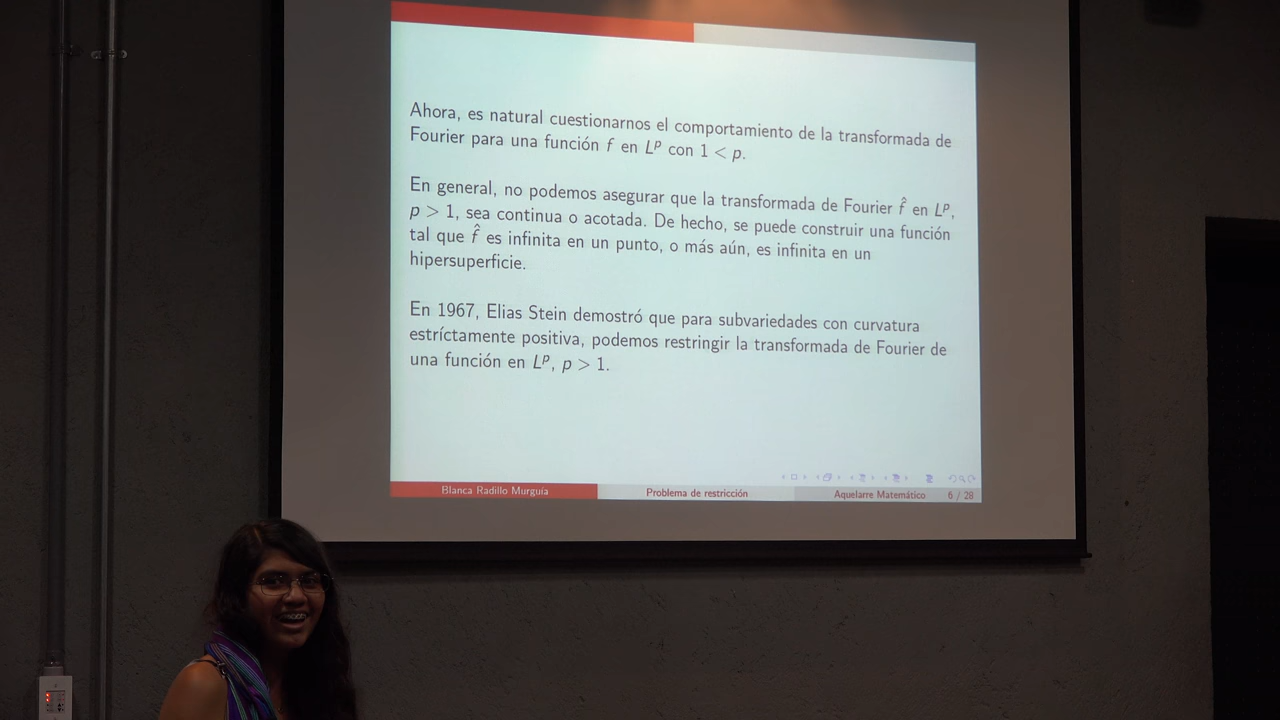 Ahora, es natural cuestionarnos el comportamiento de la transformada de
Fourier para una función f en Lᵖ con 1 < p.
En general, no podemos asegurar que la transformada de Fourier f̂ en Lᵖ,
p > 1, sea continua o acotada. De hecho, se puede construir una función
tal que f̂ es infinita en un punto, o más aún, es infinita en un
hipersuperficie.
En 1967, Elias Stein demostró que para subvariedades con curvatura
estríctamente positiva, podemos restringir la transformada de Fourier de
una función en Lᵖ, p > 1.
Blanca Radillo Murguía Problema de restricción Aquelarre Matemático 6 / 28